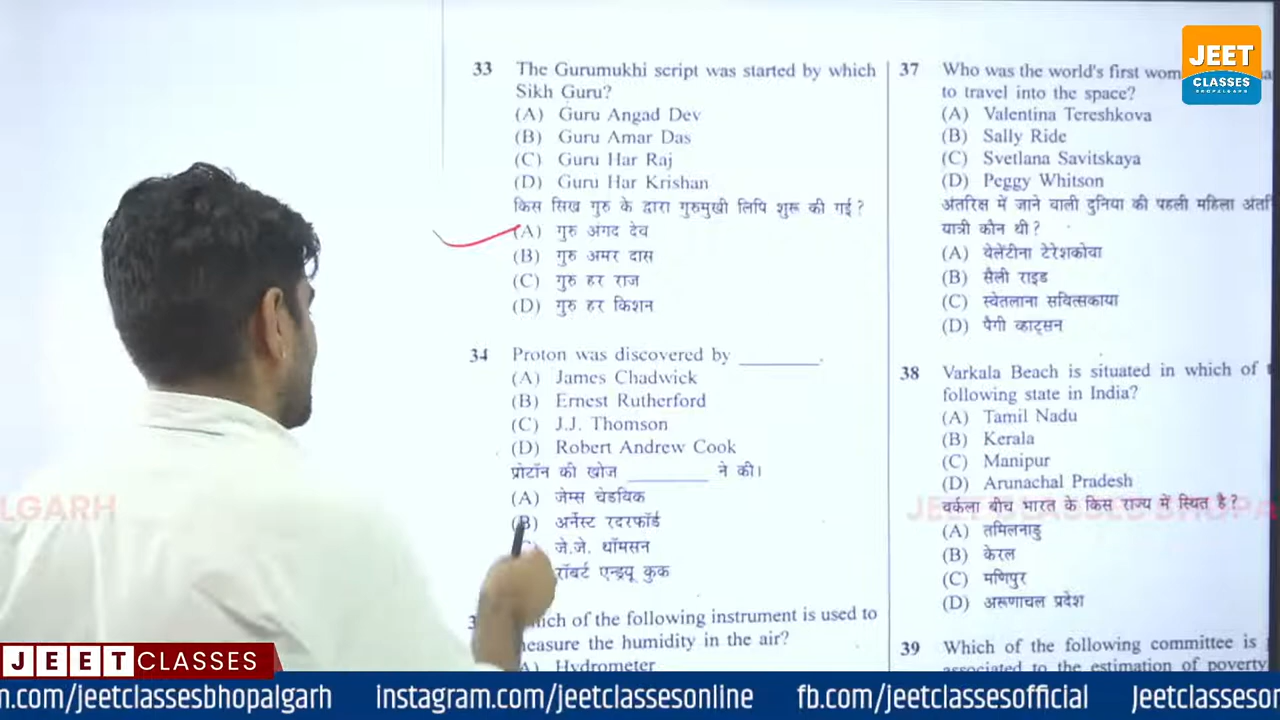 33 The Gurumukhi script was started by which
Sikh Guru?
(A) Guru Angad Dev
(B) Guru Amar Das
(C) Guru Har Raj
(D) Guru Har Krishan
किस सिख गुरु के द्वारा गुरुमुखी लिपि शुरू की गई?
(A) गुरु अंगद देव
(B) गुरु अमर दास
(C) गुरु हर राज
(D) गुरु हर किशन
34 Proton was discovered by ________.
(A) James Chadwick
(B) Ernest Rutherford
(C) J.J. Thomson
(D) Robert Andrew Cook
प्रोटॉन की खोज ________ ने की।
(A) जेम्स चेडविक
(B) अर्नेस्ट रदरफॉर्ड
जे.जे. थॉमसन
रॉबर्ट एन्ड्र्यू कुक
of the following instrument is used to
the humidity in the air?
Hydrometer
37 Who was the world's first
to travel into the space?
(A) Valentina Tereshkova
(B) Sally Ride
(C) Svetlana Savitskaya
(D) Peggy Whitson
अंतरिक्ष में जाने वाली दुनिया की पहली महिला
यात्री कौन थी?
(A) वेलेंटीना टेरेशकोवा
(B) सैली राइड
(C) स्वेतलाना सवित्सकाया
(D) पैगी व्हाट्सन
38 Varkala Beach is situated in which of
following state in India?
(A) Tamil Nadu
(B) Kerala
(C) Manipur
(D) Arunachal Pradesh
वर्कला बीच भारत के किस राज्य में स्थित है?
(A) तमिलनाडु
(B) केरल
(C) मणिपुर
(D) अरूणाचल प्रदेश
39 Which of the following committee is
associated to the estimation of poverty
JEET
CLASSES
BHOPALGARH
LGARH
JEET CLASSES BHOPA
JEET CLASSES
n.com/jeetclassesbhopalgarh instagram.com/jeetclassesonline fb.com/jeetclassesofficial Jeetclasseson